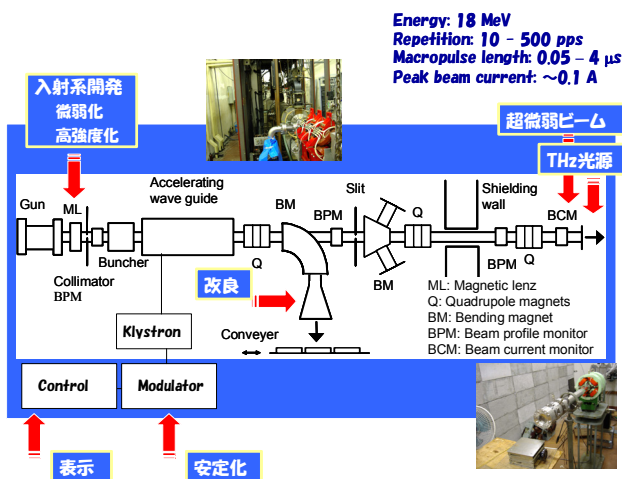 Energy: 18 MeV
Repetition: 10 – 500 pps
Macropulse length: 0.05 – 4 μs
Peak beam current: ~0.1 A
入射系開発
微弱化
高強度化
超微弱ビーム
THz光源
Gun
ML
Accelerating
wave guide
BM
BPM
Slit
Q
Shielding
wall
BCM
Buncher
Collimator
BPM
Q
BM
BPM
Q
改良
Klystron
Conveyer
ML: Magnetic lenz
Q: Quadrupole magnets
BM: Bending magnet
BPM: Beam profile monitor
BCM: Beam current monitor
Control
Modulator
表示
安定化